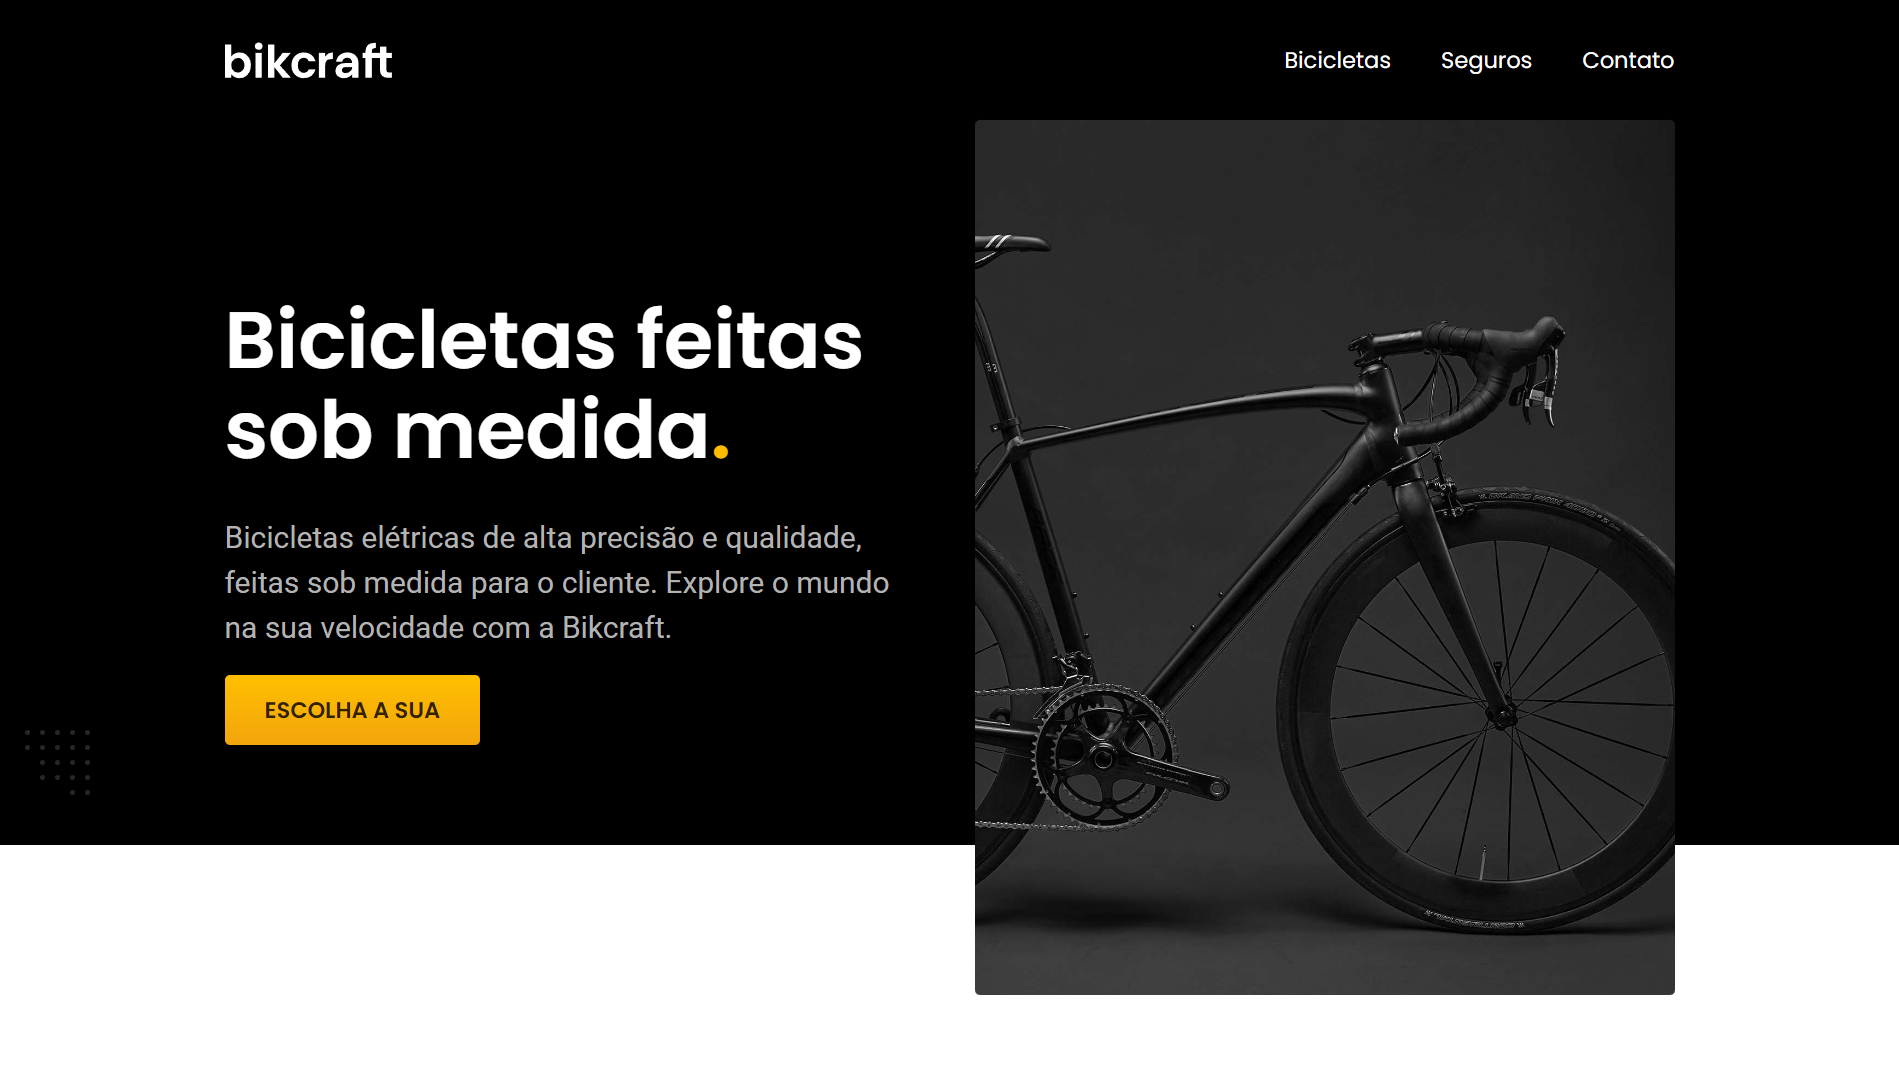 bikcraft
Bicicletas
Seguros
Contato
Bicicletas feitas
sob medida.
Bicicletas elétricas de alta precisão e qualidade,
feitas sob medida para o cliente. Explore o mundo
na sua velocidade com a Bikcraft.
ESCOLHA A SUA